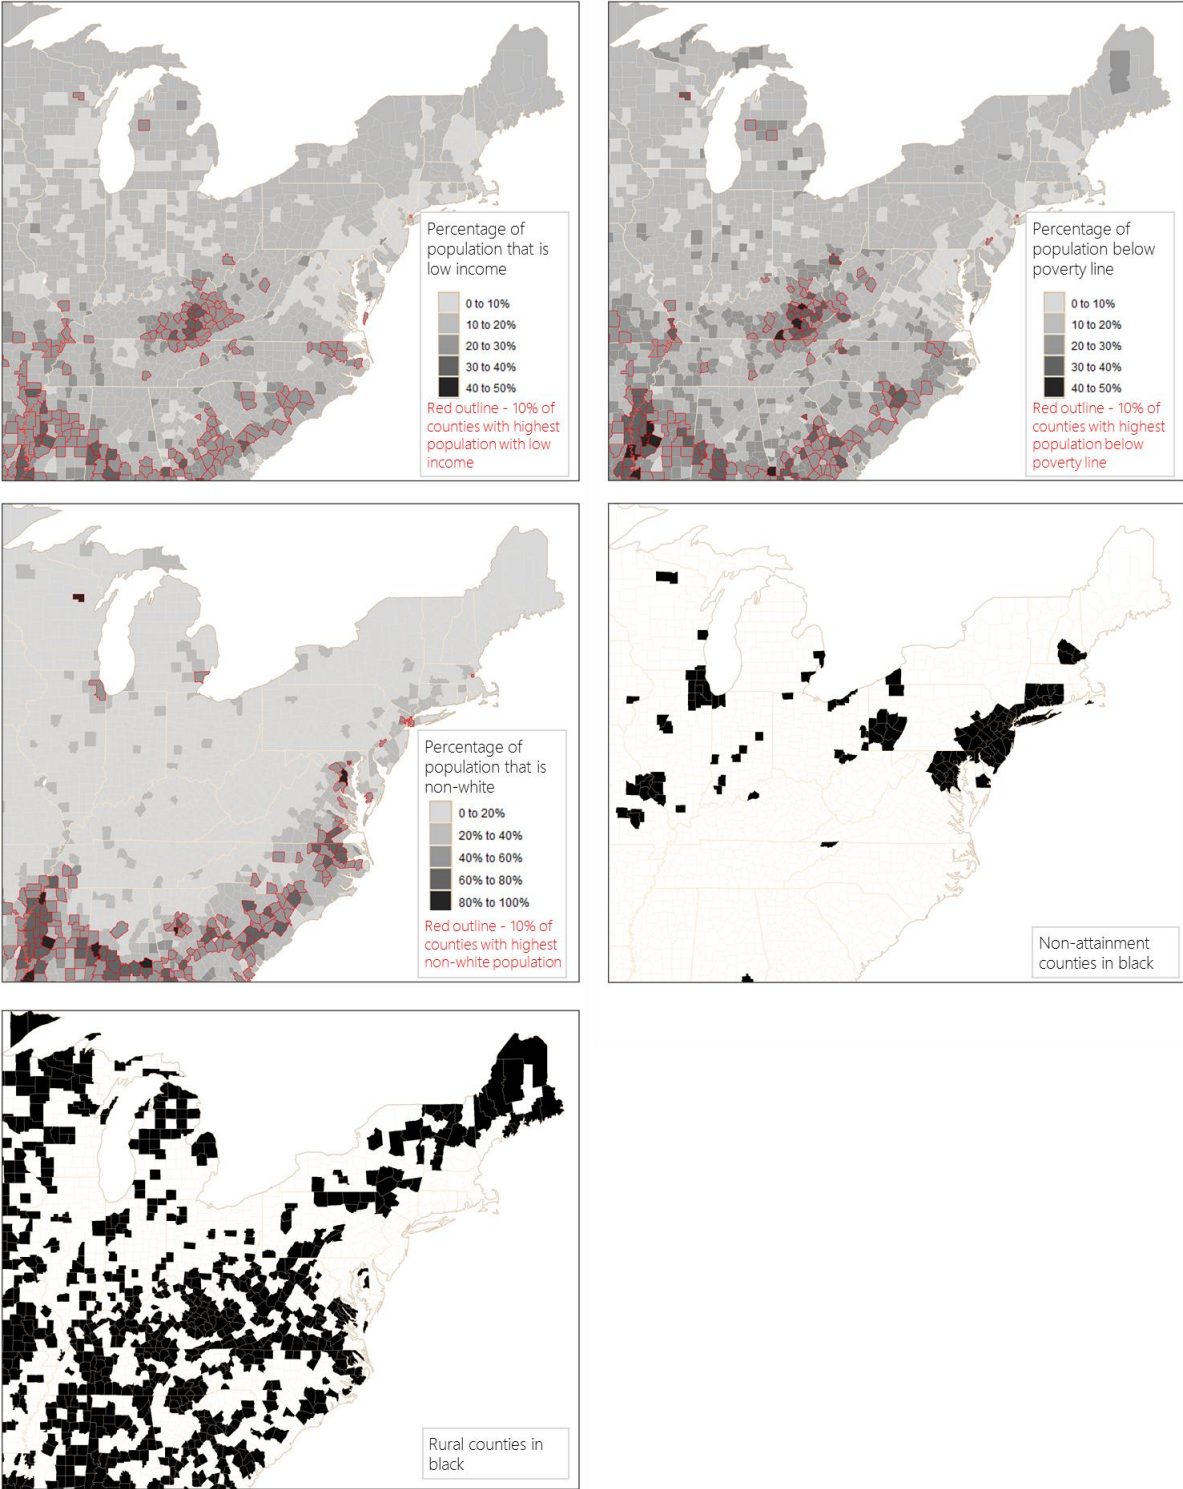 Percentage of
population that is
low income
0 to 10%
10 to 20%
20 to 30%
30 to 40%
40 to 50%
Red outline - 10% of
counties with highest
population with low
income
Percentage of
population below
poverty line
0 to 10%
10 to 20%
20 to 30%
30 to 40%
40 to 50%
Red outline - 10% of
counties with highest
population below
poverty line
Percentage of
population that is
non-white
0 to 20%
20% to 40%
40% to 60%
60% to 80%
80% to 100%
Red outline - 10% of
counties with highest
non-white population
Non-attainment
counties in black
Rural counties in
black